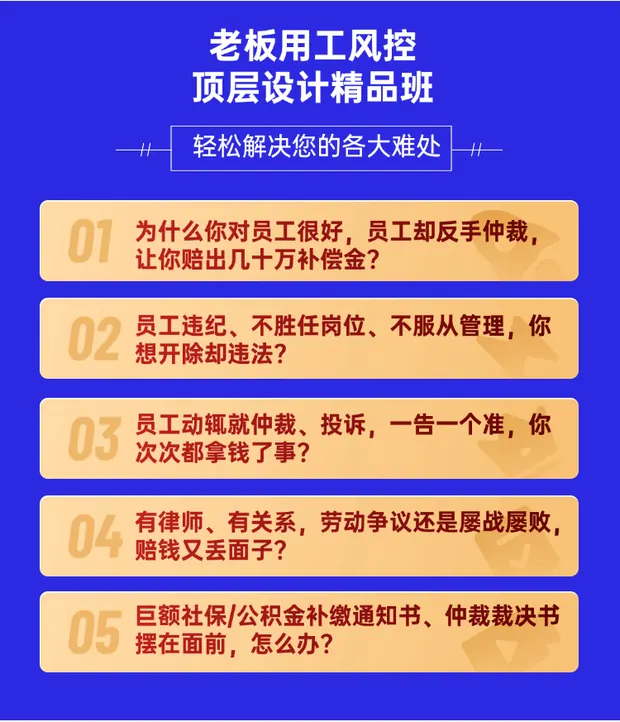 老板用工风控
顶层设计精品班
轻松解决您的各大难处
01
为什么你对员工很好，员工却反手仲裁，
让你赔出几十万补偿金？
02
员工违纪、不胜任岗位、不服从管理，你
想开除却违法？
03
员工动辄就仲裁、投诉，一告一个准，你
次次都拿钱了事？
04
有律师、有关系，劳动争议还是屡战屡败，
赔钱又丢面子？
05
巨额社保/公积金补缴通知书、仲裁裁决书
摆在面前，怎么办？